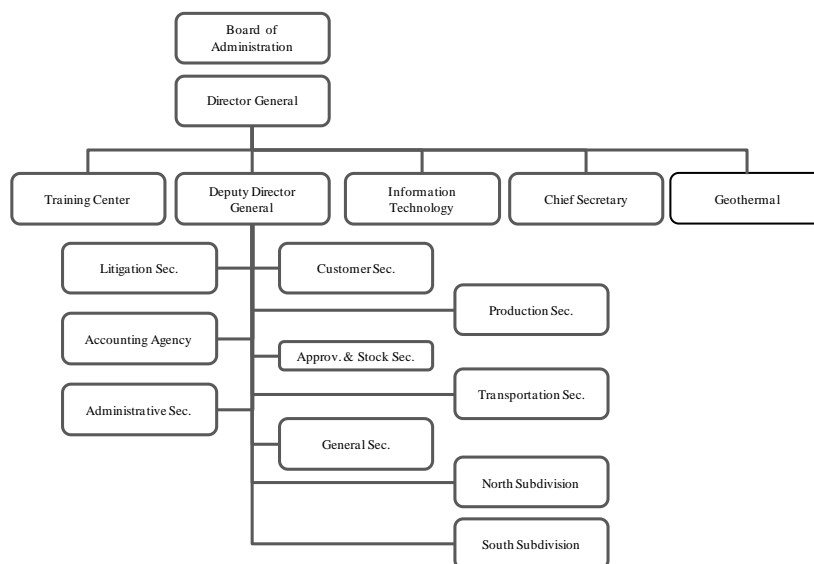 Board of
Administration
Director General
Training Center
Deputy Director
General
Information
Technology
Chief Secretary
Geothermal
Litigation Sec.
Customer Sec.
Production Sec.
Accounting Agency
Approv. & Stock Sec.
Transportation Sec.
Administrative Sec.
General Sec.
North Subdivision
South Subdivision